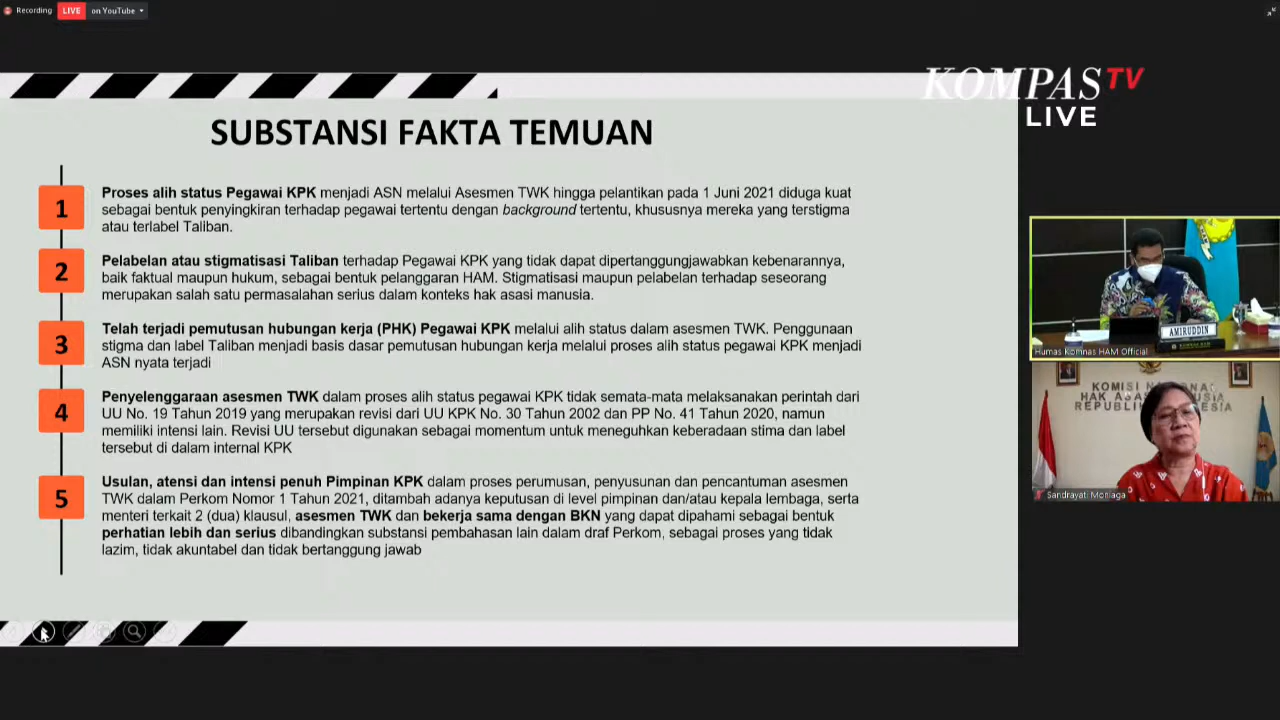 Recording
LIVE
on YouTube
KOMPAS TV
LIVE
SUBSTANSI FAKTA TEMUAN
1
Proses alih status Pegawai KPK menjadi ASN melalui Asesmen TWK hingga pelantikan pada 1 Juni 2021 diduga kuat
sebagai bentuk penyingkiran terhadap pegawai tertentu dengan background tertentu, khususnya mereka yang terstigma
atau terlabel Taliban.
2
Pelabelan atau stigmatisasi Taliban terhadap Pegawai KPK yang tidak dapat dipertanggungjawabkan kebenarannya,
baik faktual maupun hukum, sebagai bentuk pelanggaran HAM. Stigmatisasi maupun pelabelan terhadap seseorang
merupakan salah satu permasalahan serius dalam konteks hak asasi manusia.
3
Telah terjadi pemutusan hubungan kerja (PHK) Pegawai KPK melalui alih status dalam asesmen TWK. Penggunaan
stigma dan label Taliban menjadi basis dasar pemutusan hubungan kerja melalui proses alih status pegawai KPK menjadi
ASN nyata terjadi
4
Penyelenggaraan asesmen TWK dalam proses alih status pegawai KPK tidak semata-mata melaksanakan perintah dari
UU No. 19 Tahun 2019 yang merupakan revisi dari UU KPK No. 30 Tahun 2002 dan PP No. 41 Tahun 2020, namun
memiliki intensi lain. Revisi UU tersebut digunakan sebagai momentum untuk meneguhkan keberadaan stima dan label
tersebut di dalam internal KPK
5
Usulan, atensi dan intensi penuh Pimpinan KPK dalam proses perumusan, penyusunan dan pencantuman asesmen
TWK dalam Perkom Nomor 1 Tahun 2021, ditambah adanya keputusan di level pimpinan dan/atau kepala lembaga, serta
menteri terkait 2 (dua) klausul, asesmen TWK dan bekerja sama dengan BKN yang dapat dipahami sebagai bentuk
perhatian lebih dan serius dibandingkan substansi pembahasan lain dalam draf Perkom, sebagai proses yang tidak
lazim, tidak akuntabel dan tidak bertanggung jawab
AMIRUDDIN
Humas Komnas HAM Official
KOMISI NASIONAL
HAK ASASI MANUSIA
REPUBLIK INDONESIA
Sandrayati Moniaga